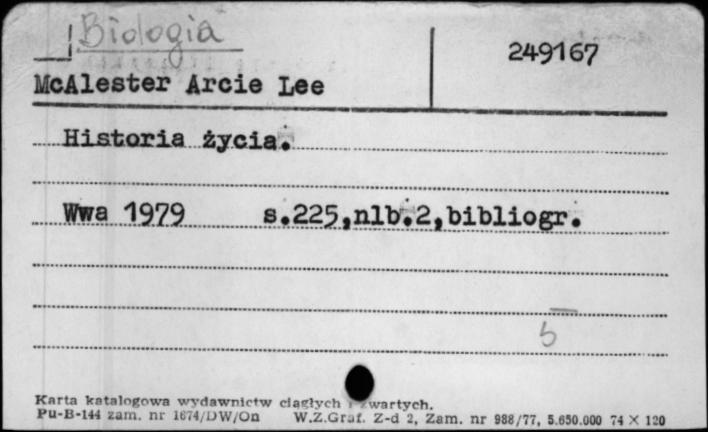 Biologia
249167
McAlester Arcie Lee
Historia życia.
Wwa 1979 s.225,nlb.2,bibliogr.
5
Karta katalogowa wydawnictw ciągłych i zwartych.
Pu-B-144 zam. nr 1674/DW/On W.Z.Graf. Z-d 2, Zam. nr 988/77, 5.650.000 74 X 120